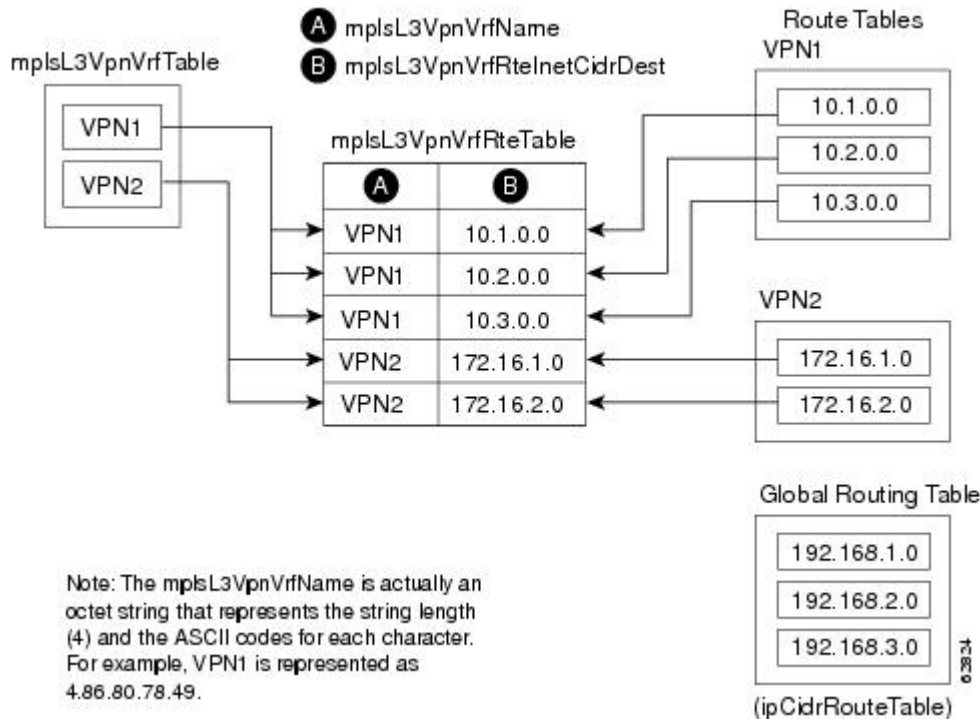 A mplsL3VpnVrfName
B mplsL3VpnVrfRteInetCidrDest
mplsL3VpnVrfTable
VPN1
VPN2
mplsL3VpnVrfRteTable
A B
VPN1 10.1.0.0
VPN1 10.2.0.0
VPN1 10.3.0.0
VPN2 172.16.1.0
VPN2 172.16.2.0
Route Tables
VPN1
10.1.0.0
10.2.0.0
10.3.0.0
VPN2
172.16.1.0
172.16.2.0
Global Routing Table
192.168.1.0
192.168.2.0
192.168.3.0
(ipCidrRouteTable)
Note: The mplsL3VpnVrfName is actually an
octet string that represents the string length
(4) and the ASCII codes for each character.
For example, VPN1 is represented as
4.86.80.78.49.
63824